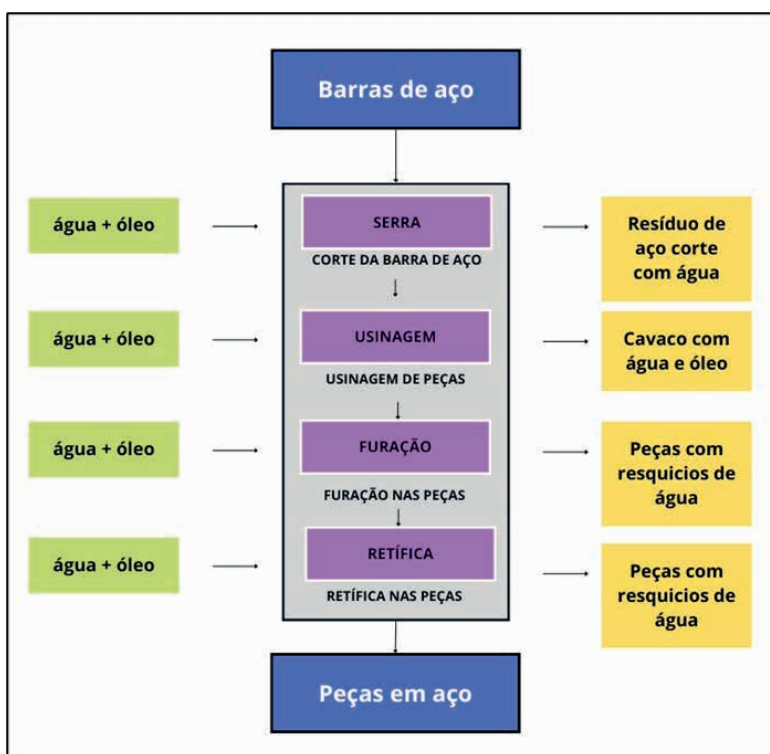 Barras de aço
água + óleo
SERRA
CORTE DA BARRA DE AÇO
Resíduo de
aço corte
com água
água + óleo
USINAGEM
USINAGEM DE PEÇAS
Cavaco com
água e óleo
água + óleo
FURAÇÃO
FURAÇÃO NAS PEÇAS
Peças com
resquicios de
água
água + óleo
RETÍFICA
RETÍFICA NAS PEÇAS
Peças com
resquicios de
água
Peças em aço